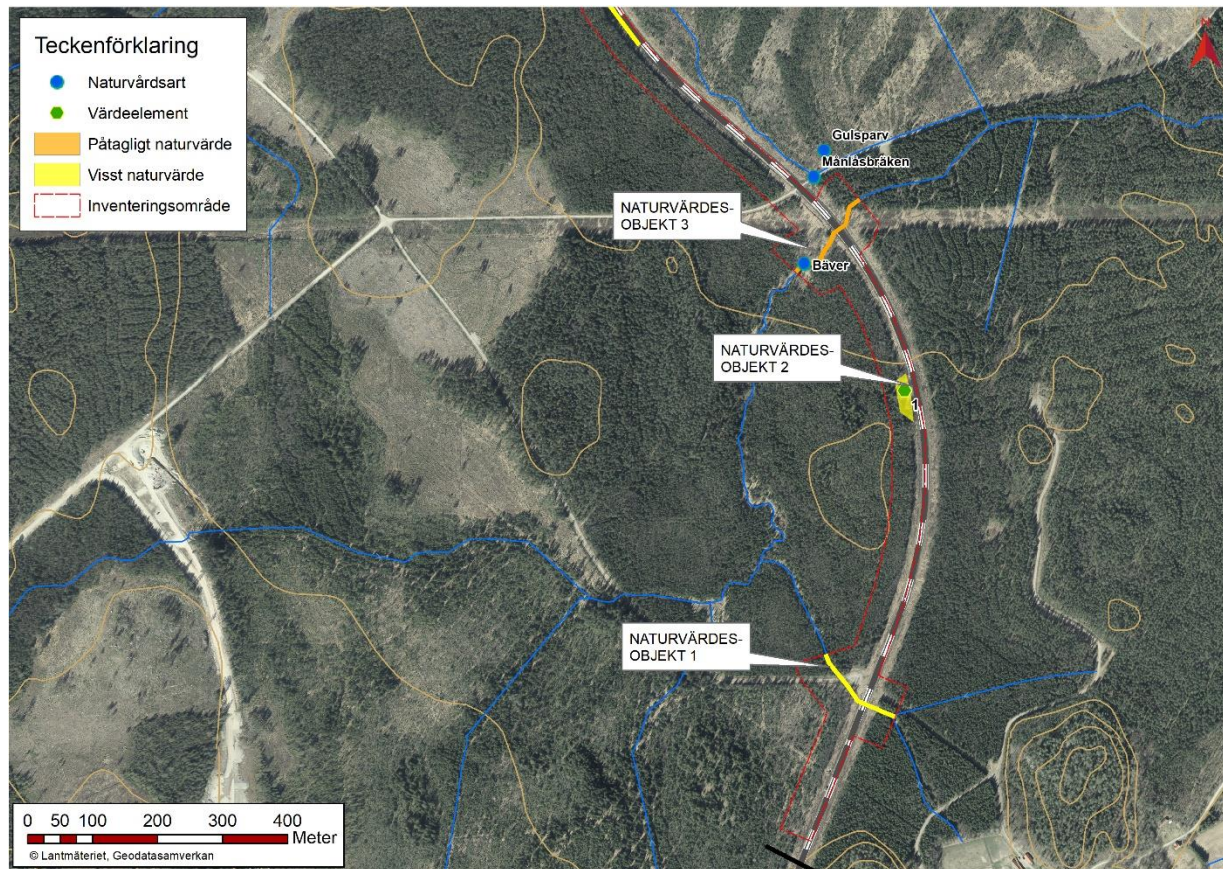 Teckenförklaring
Naturvårdsart
Värdeelement
Påtagligt naturvärde
Visst naturvärde
Inventeringsområde
N
Gulsparv
Månlåsbräken
NATURVÄRDES-
OBJEKT 3
Bäver
NATURVÄRDES-
OBJEKT 2
1
NATURVÄRDES-
OBJEKT 1
0 50 100 200 300 400
Meter
© Lantmäteriet, Geodatasamverkan